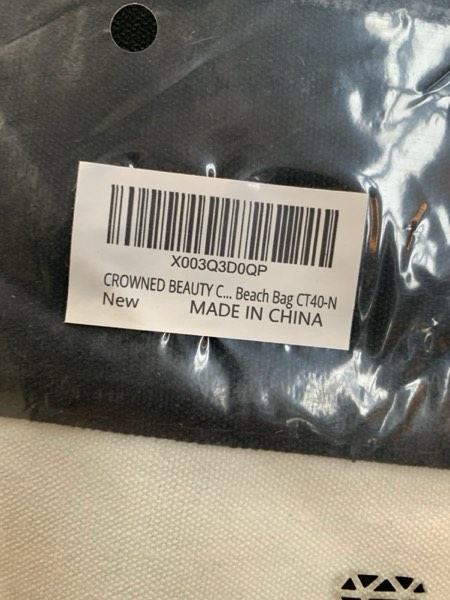 X003Q3D0QP
CROWNED BEAUTY C... Beach Bag CT40-N
New
MADE IN CHINA